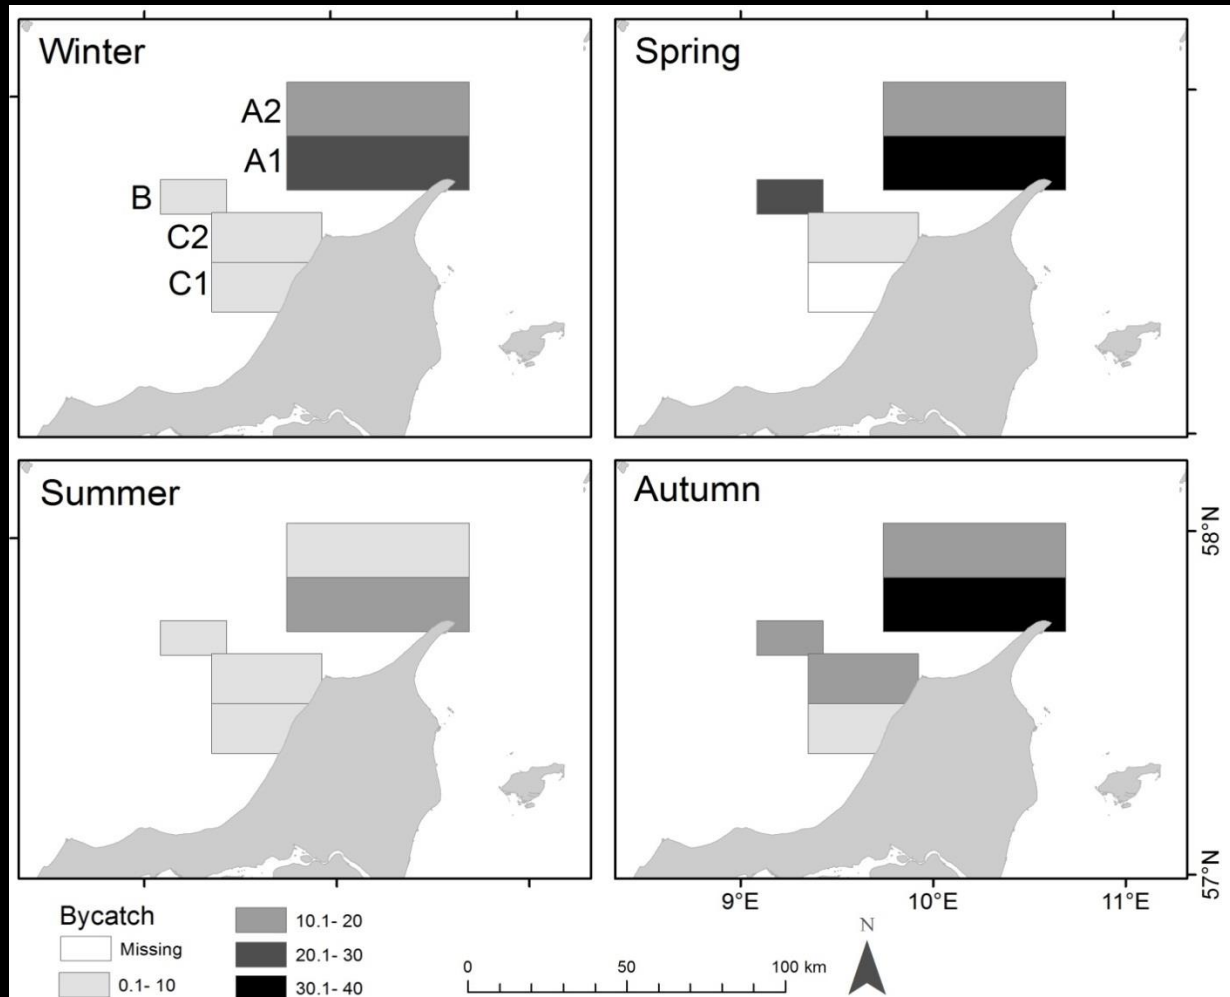 Winter
A2
A1
B
C2
C1
Spring
Summer
Autumn
58°N
57°N
9°E
10°E
11°E
Bycatch
Missing
0.1- 10
10.1- 20
20.1- 30
30.1- 40
0 50 100 km
N